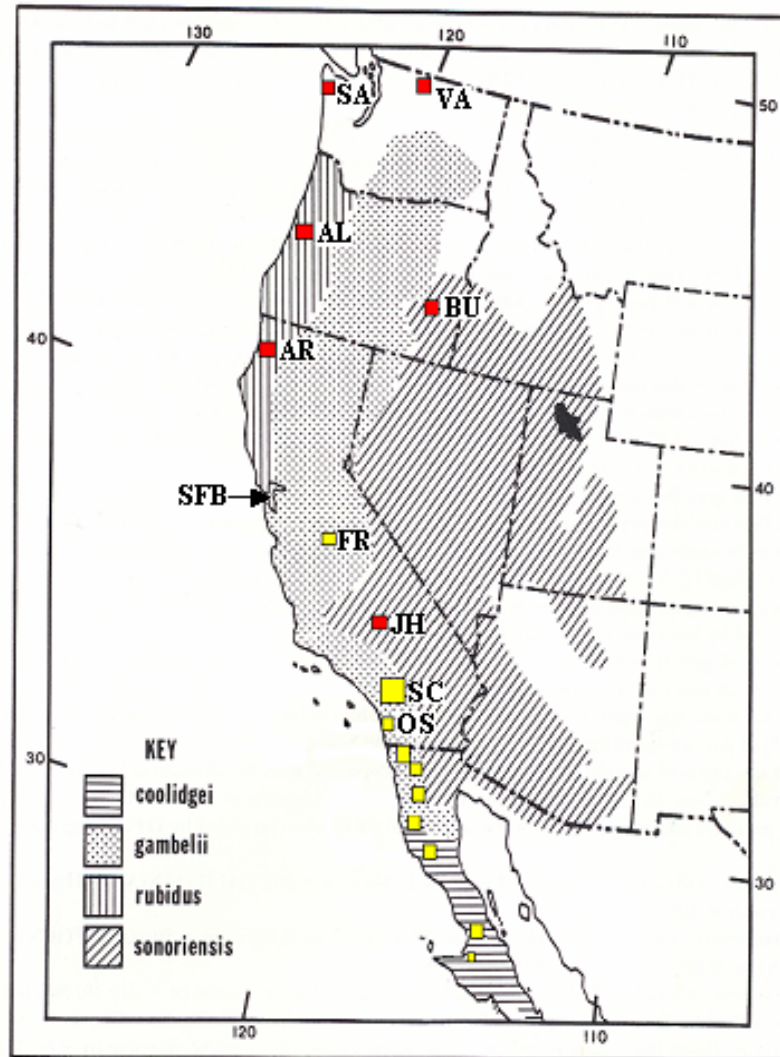 130
120
110
SA
VA
50
AL
BU
40
AR
40
SFB
FR
JH
SC
OS
KEY
30
coolidgei
gambelii
30
rubidus
sonoriensis
120
110